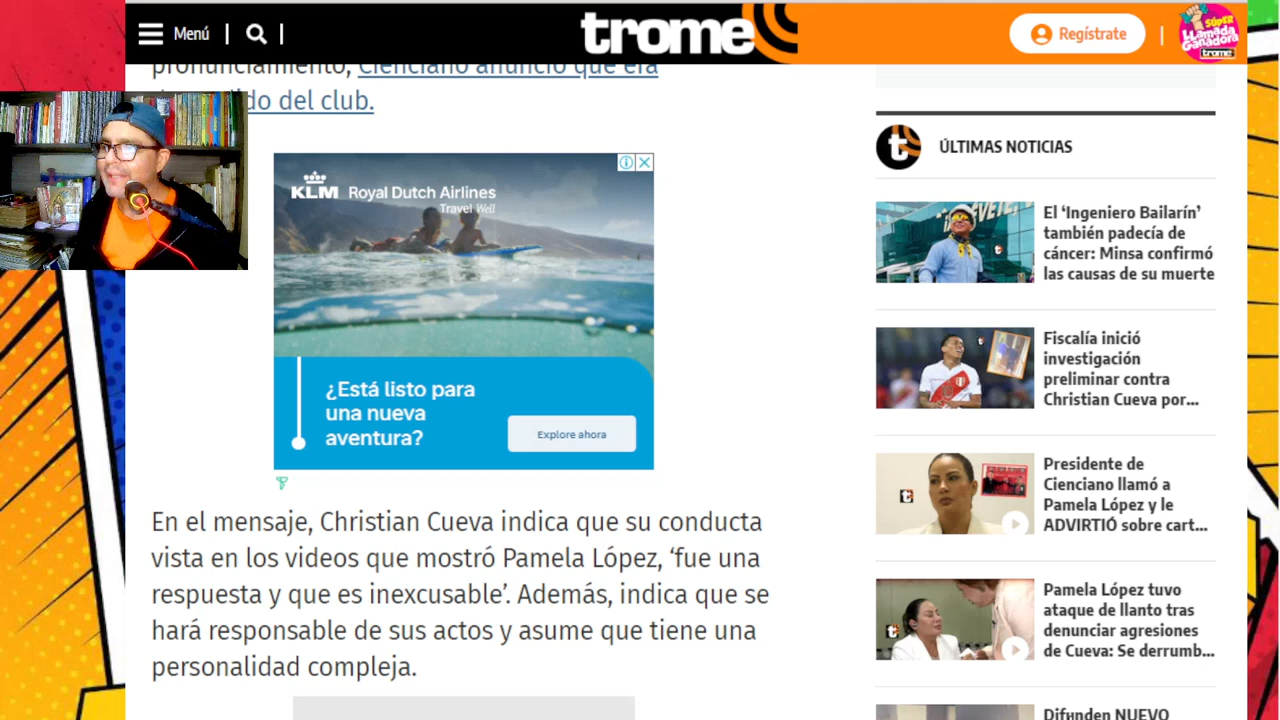 Menú
trome
Regístrate
SÚPER
LLAMADA
GANADORA
trome
pronunciamiento, Cienciano anunció que era
do del club.
KLM Royal Dutch Airlines
Travel Well
¿Está listo para
una nueva
aventura?
Explore ahora
En el mensaje, Christian Cueva indica que su conducta
vista en los videos que mostró Pamela López, ‘fue una
respuesta y que es inexcusable’. Además, indica que se
hará responsable de sus actos y asume que tiene una
personalidad compleja.
t ÚLTIMAS NOTICIAS
El ‘Ingeniero Bailarín’
también padecía de
cáncer: Minsa confirmó
las causas de su muerte
Fiscalía inició
investigación
preliminar contra
Christian Cueva por...
Presidente de
Cienciano llamó a
Pamela López y le
ADVIRTIÓ sobre cart...
Pamela López tuvo
ataque de llanto tras
denunciar agresiones
de Cueva: Se derrumb...
Difunden NUEVO